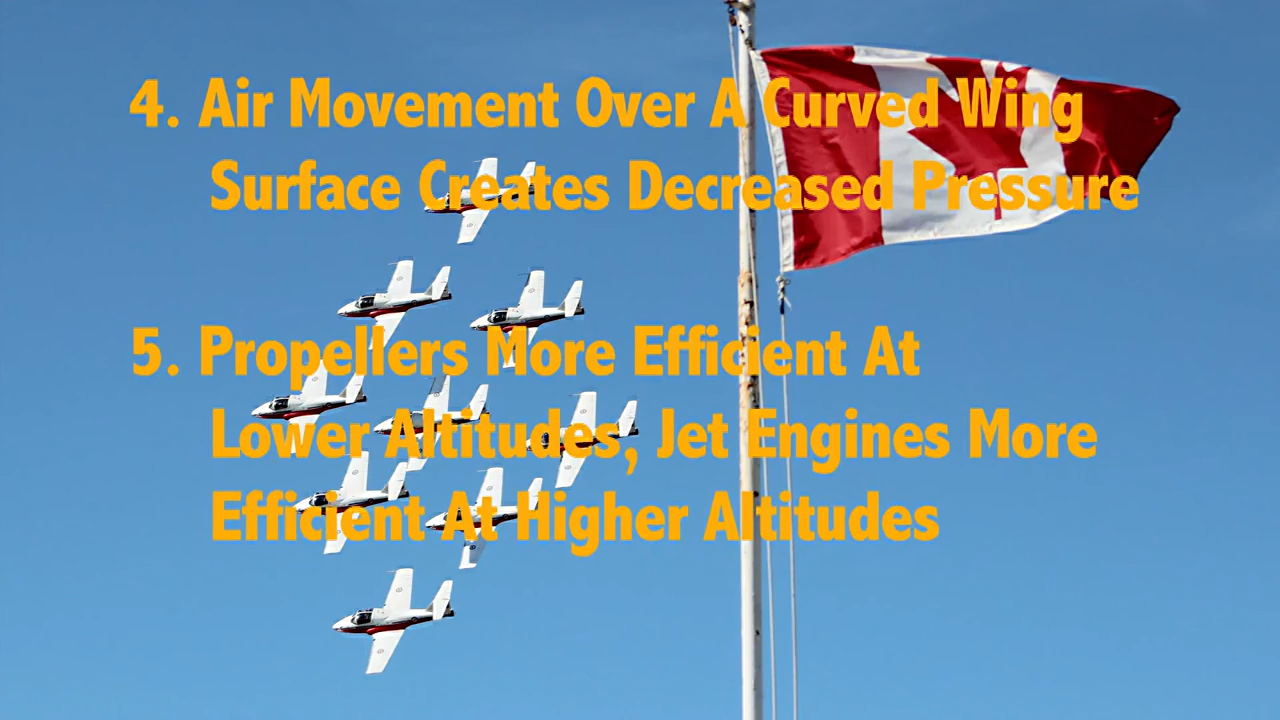 4. Air Movement Over A Curved Wing
Surface Creates Decreased Pressure
5. Propellers More Efficient At
Lower Altitudes, Jet Engines More
Efficient At Higher Altitudes